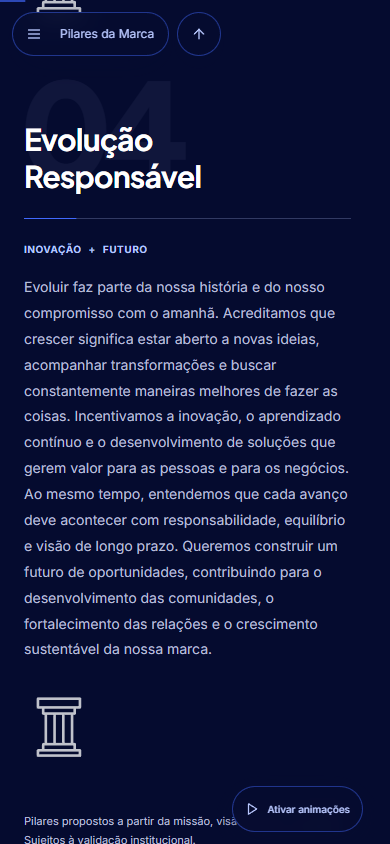 Pilares da Marca
04
Evolução
Responsável
INOVAÇÃO + FUTURO
Evoluir faz parte da nossa história e do nosso
compromisso com o amanhã. Acreditamos que
crescer significa estar aberto a novas ideias,
acompanhar transformações e buscar
constantemente maneiras melhores de fazer as
coisas. Incentivamos a inovação, o aprendizado
contínuo e o desenvolvimento de soluções que
gerem valor para as pessoas e para os negócios.
Ao mesmo tempo, entendemos que cada avanço
deve acontecer com responsabilidade, equilíbrio
e visão de longo prazo. Queremos construir um
futuro de oportunidades, contribuindo para o
desenvolvimento das comunidades, o
fortalecimento das relações e o crescimento
sustentável da nossa marca.
Ativar animações
Pilares propostos a partir da missão,
Sujeitos à validação institucional.